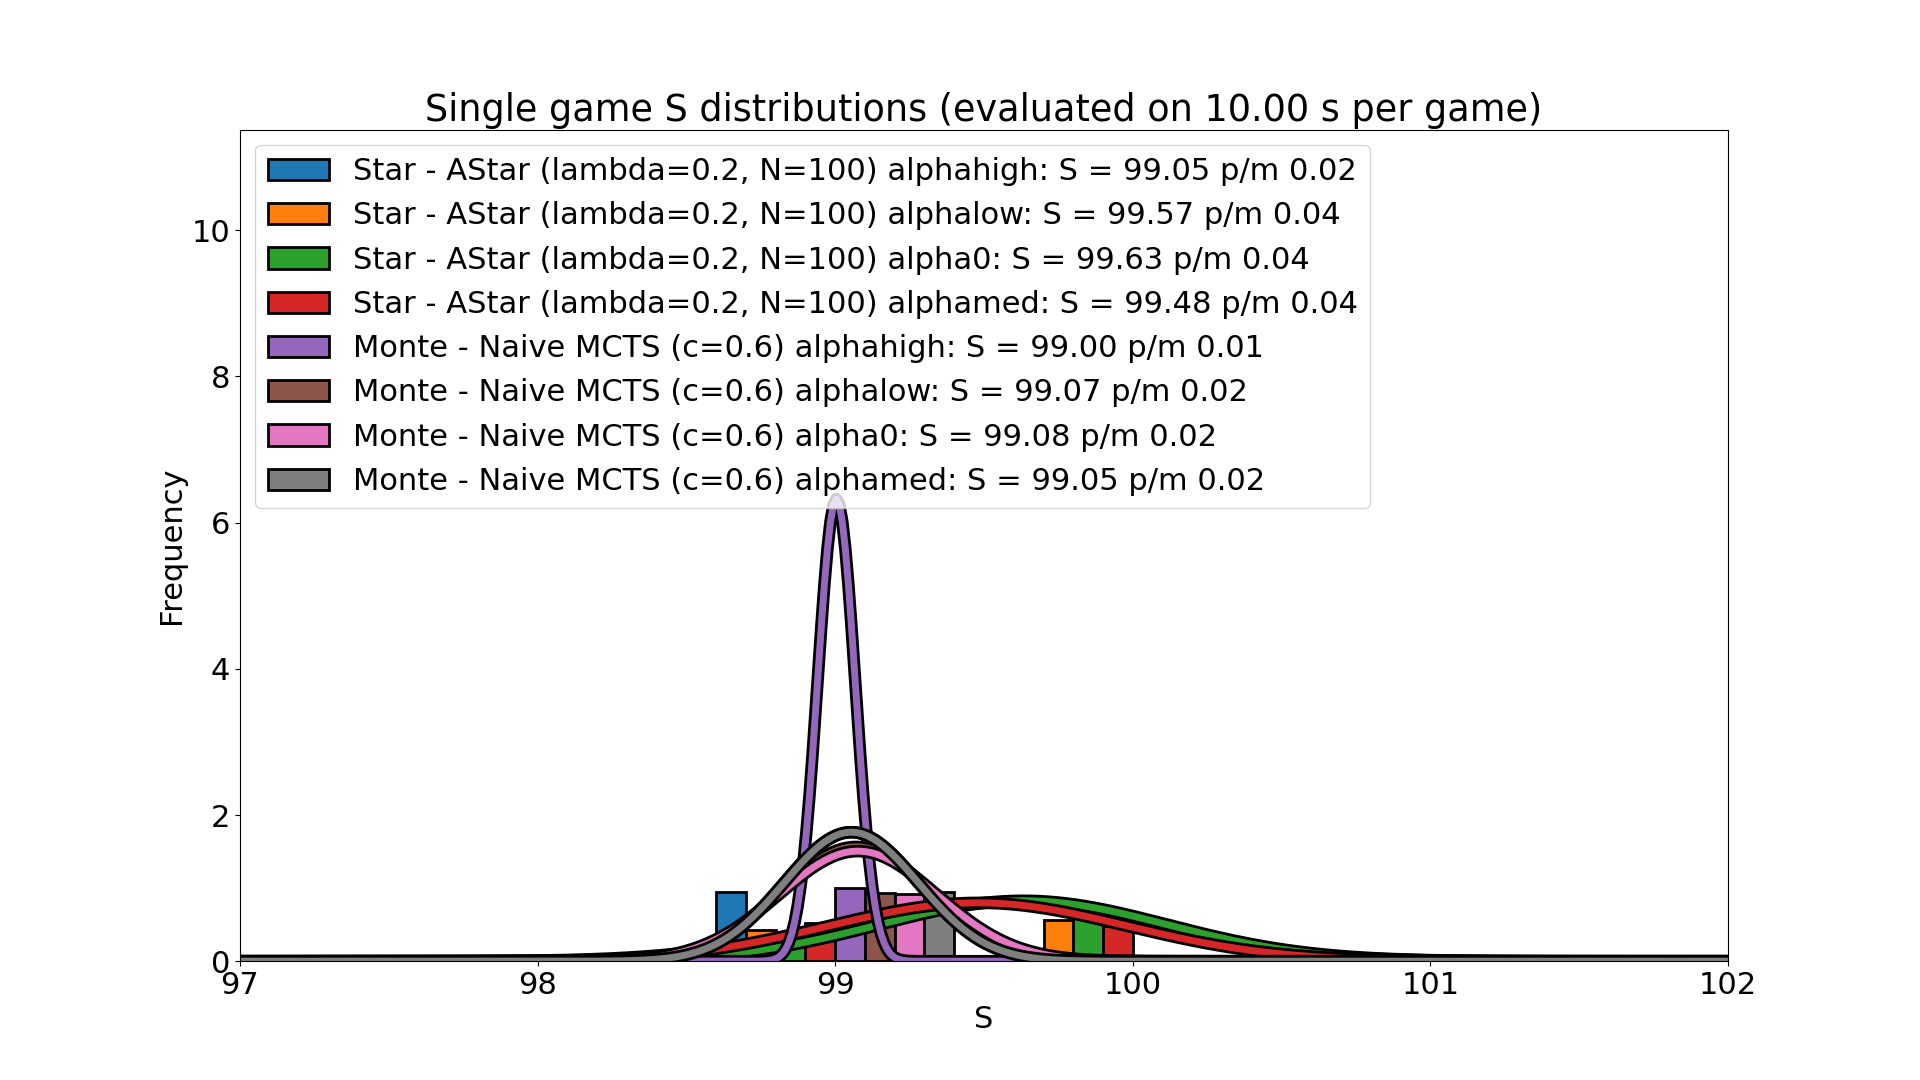 Single game S distributions (evaluated on 10.00 s per game)
Star - AStar (lambda=0.2, N=100) alphahigh: S = 99.05 p/m 0.02
Star - AStar (lambda=0.2, N=100) alphalow: S = 99.57 p/m 0.04
Star - AStar (lambda=0.2, N=100) alpha0: S = 99.63 p/m 0.04
Star - AStar (lambda=0.2, N=100) alphamed: S = 99.48 p/m 0.04
Monte - Naive MCTS (c=0.6) alphahigh: S = 99.00 p/m 0.01
Monte - Naive MCTS (c=0.6) alphalow: S = 99.07 p/m 0.02
Monte - Naive MCTS (c=0.6) alpha0: S = 99.08 p/m 0.02
Monte - Naive MCTS (c=0.6) alphamed: S = 99.05 p/m 0.02
Frequency
10
8
6
4
2
0
97 98 99 100 101 102
S